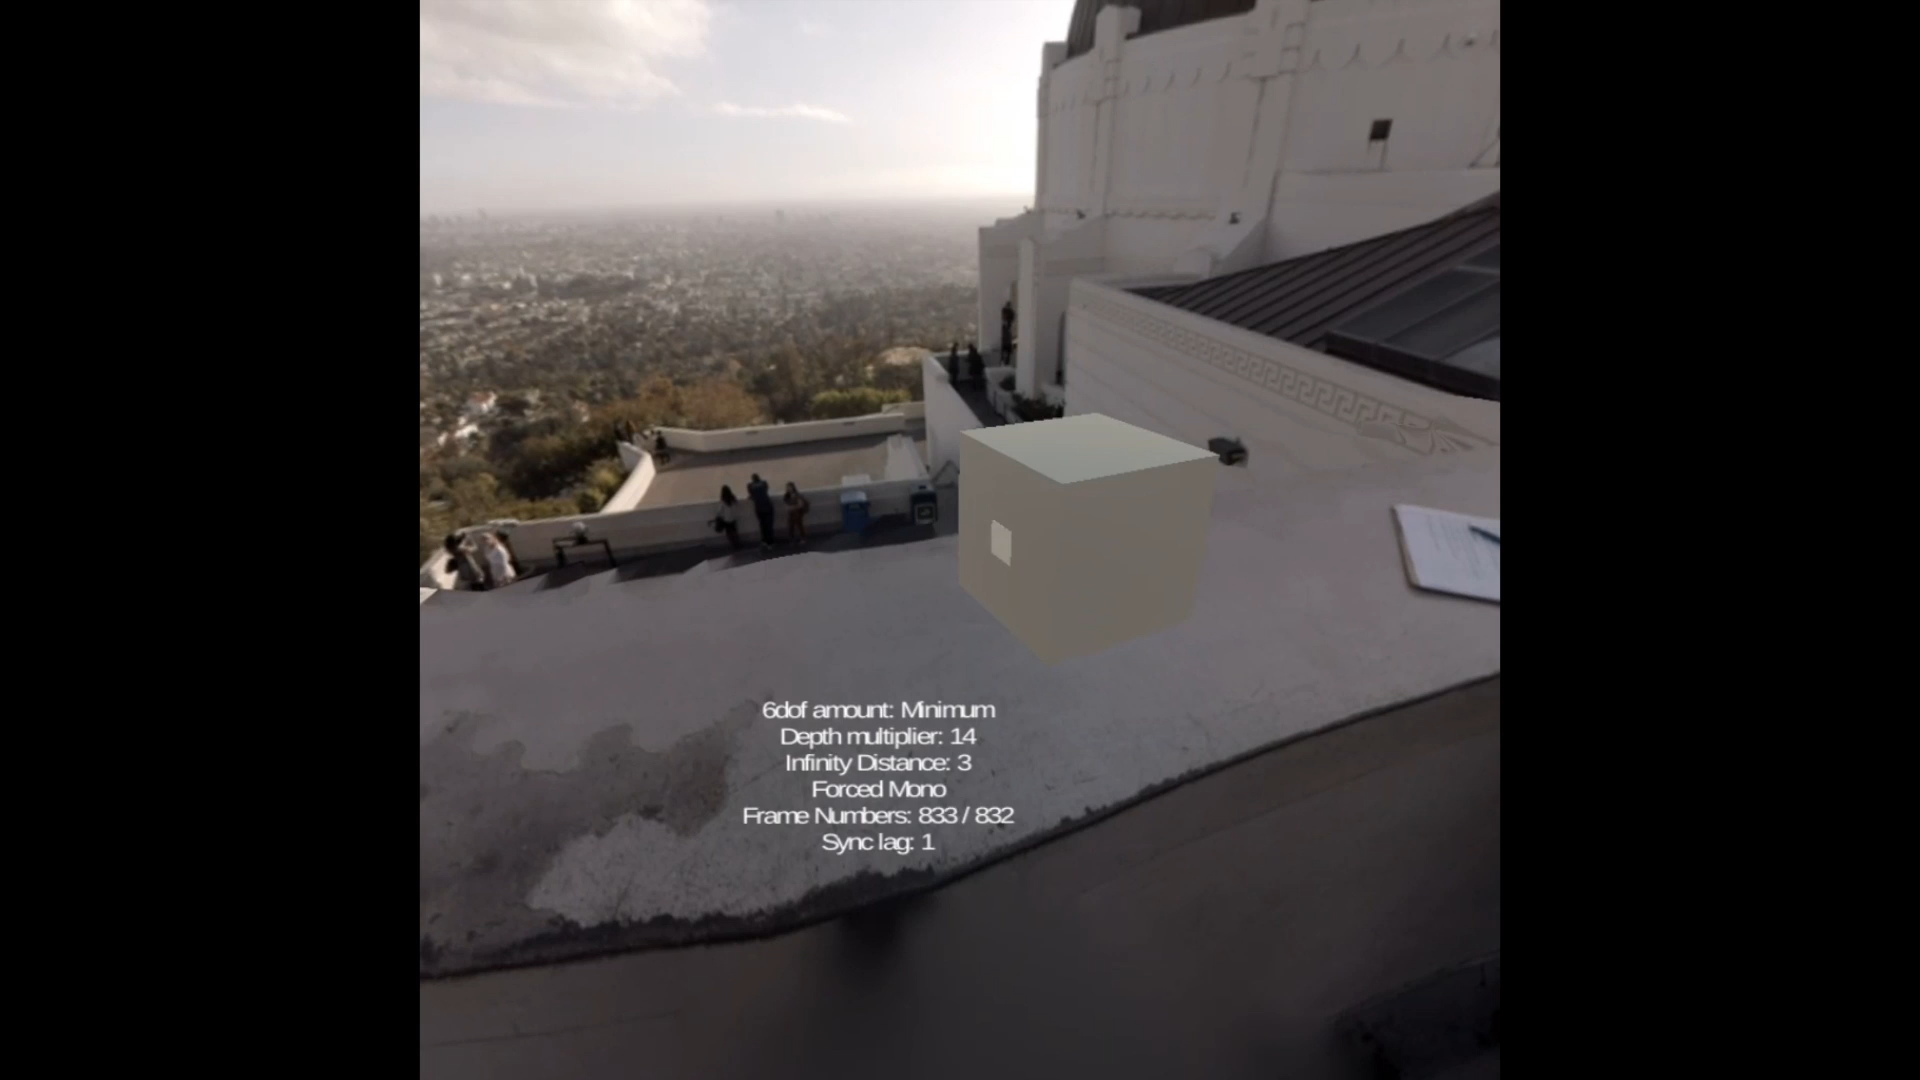 6dof amount: Minimum
Depth multiplier: 14
Infinity Distance: 3
Forced Mono
Frame Numbers: 833 / 832
Sync lag: 1